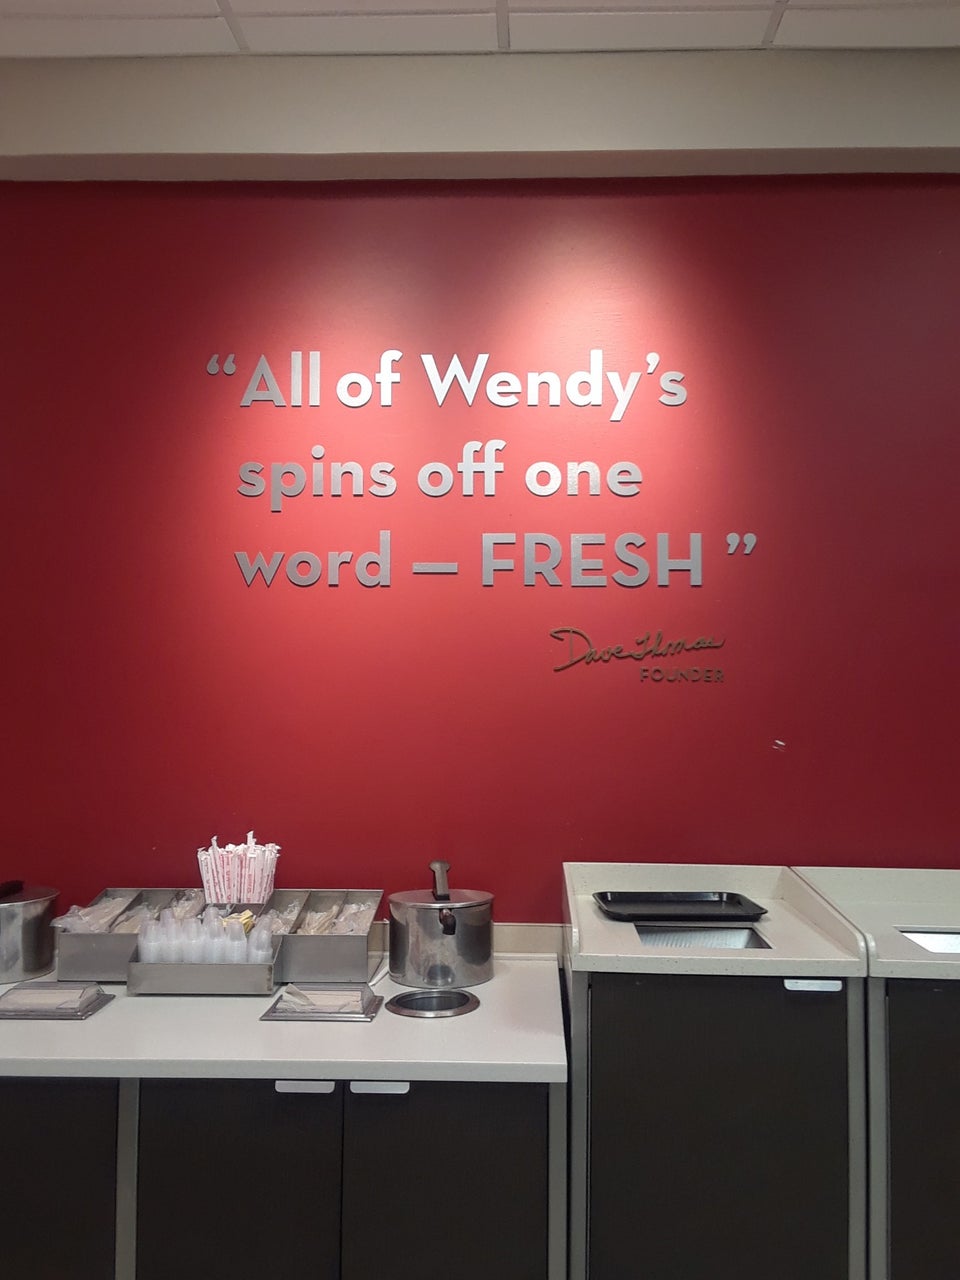 “All of Wendy’s
spins off one
word — FRESH ”
Dave Thomas
FOUNDER